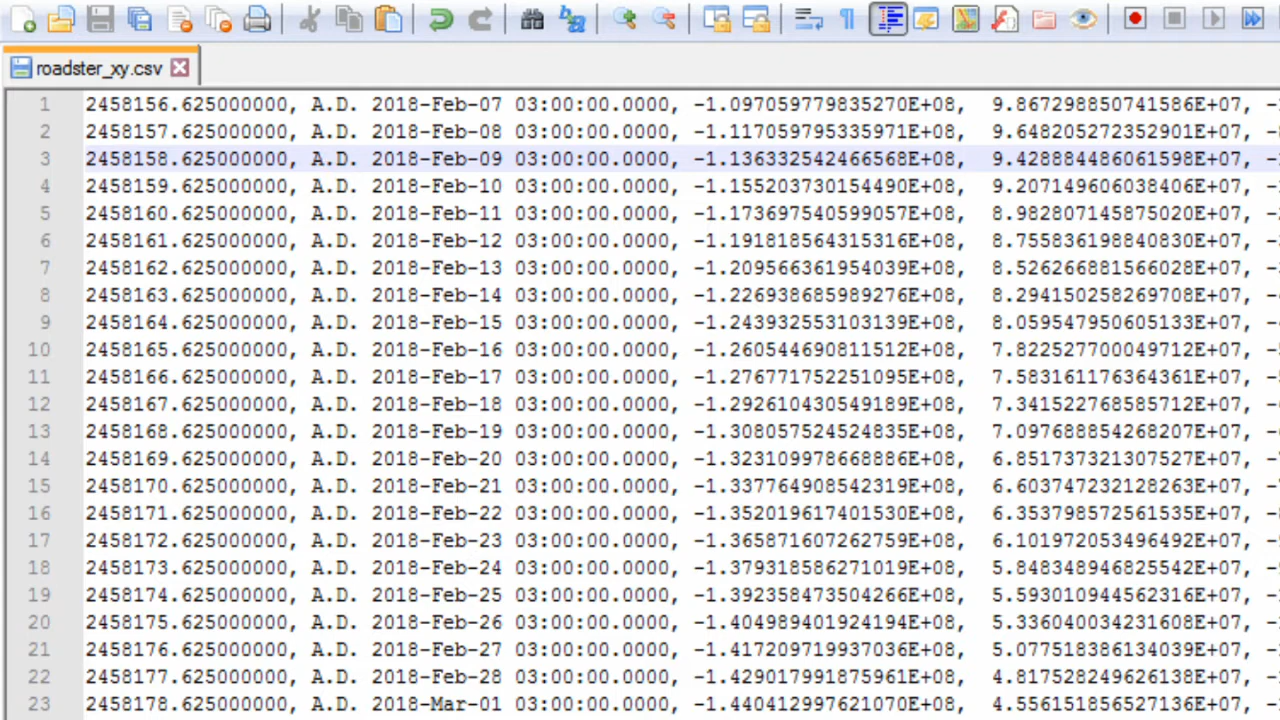 roadster_xy.csv
1 2458156.625000000, A.D. 2018-Feb-07 03:00:00.0000, -1.097059779835270E+08, 9.867298850741586E+07, -
2 2458157.625000000, A.D. 2018-Feb-08 03:00:00.0000, -1.117059795335971E+08, 9.648205272352901E+07, -
3 2458158.625000000, A.D. 2018-Feb-09 03:00:00.0000, -1.136332542466568E+08, 9.428884486061598E+07, -
4 2458159.625000000, A.D. 2018-Feb-10 03:00:00.0000, -1.155203730154490E+08, 9.207149606038406E+07, -
5 2458160.625000000, A.D. 2018-Feb-11 03:00:00.0000, -1.173697540599057E+08, 8.982807145875020E+07, -
6 2458161.625000000, A.D. 2018-Feb-12 03:00:00.0000, -1.191818564315316E+08, 8.755836198840830E+07, -
7 2458162.625000000, A.D. 2018-Feb-13 03:00:00.0000, -1.209566361954039E+08, 8.526266881566028E+07, -
8 2458163.625000000, A.D. 2018-Feb-14 03:00:00.0000, -1.226938685989276E+08, 8.294150258269708E+07, -
9 2458164.625000000, A.D. 2018-Feb-15 03:00:00.0000, -1.243932553103139E+08, 8.059547950605133E+07, -
10 2458165.625000000, A.D. 2018-Feb-16 03:00:00.0000, -1.260544690811512E+08, 7.822527700049712E+07, -
11 2458166.625000000, A.D. 2018-Feb-17 03:00:00.0000, -1.276771752251095E+08, 7.583161176364361E+07, -
12 2458167.625000000, A.D. 2018-Feb-18 03:00:00.0000, -1.292610430549189E+08, 7.341522768585712E+07, -
13 2458168.625000000, A.D. 2018-Feb-19 03:00:00.0000, -1.308057524524835E+08, 7.097688854268207E+07, -
14 2458169.625000000, A.D. 2018-Feb-20 03:00:00.0000, -1.323109978668886E+08, 6.851737321307527E+07, -
15 2458170.625000000, A.D. 2018-Feb-21 03:00:00.0000, -1.337764908542319E+08, 6.603747232128263E+07, -
16 2458171.625000000, A.D. 2018-Feb-22 03:00:00.0000, -1.352019617401530E+08, 6.353798572561535E+07, -
17 2458172.625000000, A.D. 2018-Feb-23 03:00:00.0000, -1.365871607262759E+08, 6.101972053496492E+07, -
18 2458173.625000000, A.D. 2018-Feb-24 03:00:00.0000, -1.379318586271019E+08, 5.848348946825542E+07, -
19 2458174.625000000, A.D. 2018-Feb-25 03:00:00.0000, -1.392358473504266E+08, 5.593010944562316E+07, -
20 2458175.625000000, A.D. 2018-Feb-26 03:00:00.0000, -1.404989401924194E+08, 5.336040034231608E+07, -
21 2458176.625000000, A.D. 2018-Feb-27 03:00:00.0000, -1.417209719937036E+08, 5.077518386134039E+07, -
22 2458177.625000000, A.D. 2018-Feb-28 03:00:00.0000, -1.429017991875961E+08, 4.817528249626138E+07, -
23 2458178.625000000, A.D. 2018-Mar-01 03:00:00.0000, -1.440412997621070E+08, 4.556151856527136E+07, -